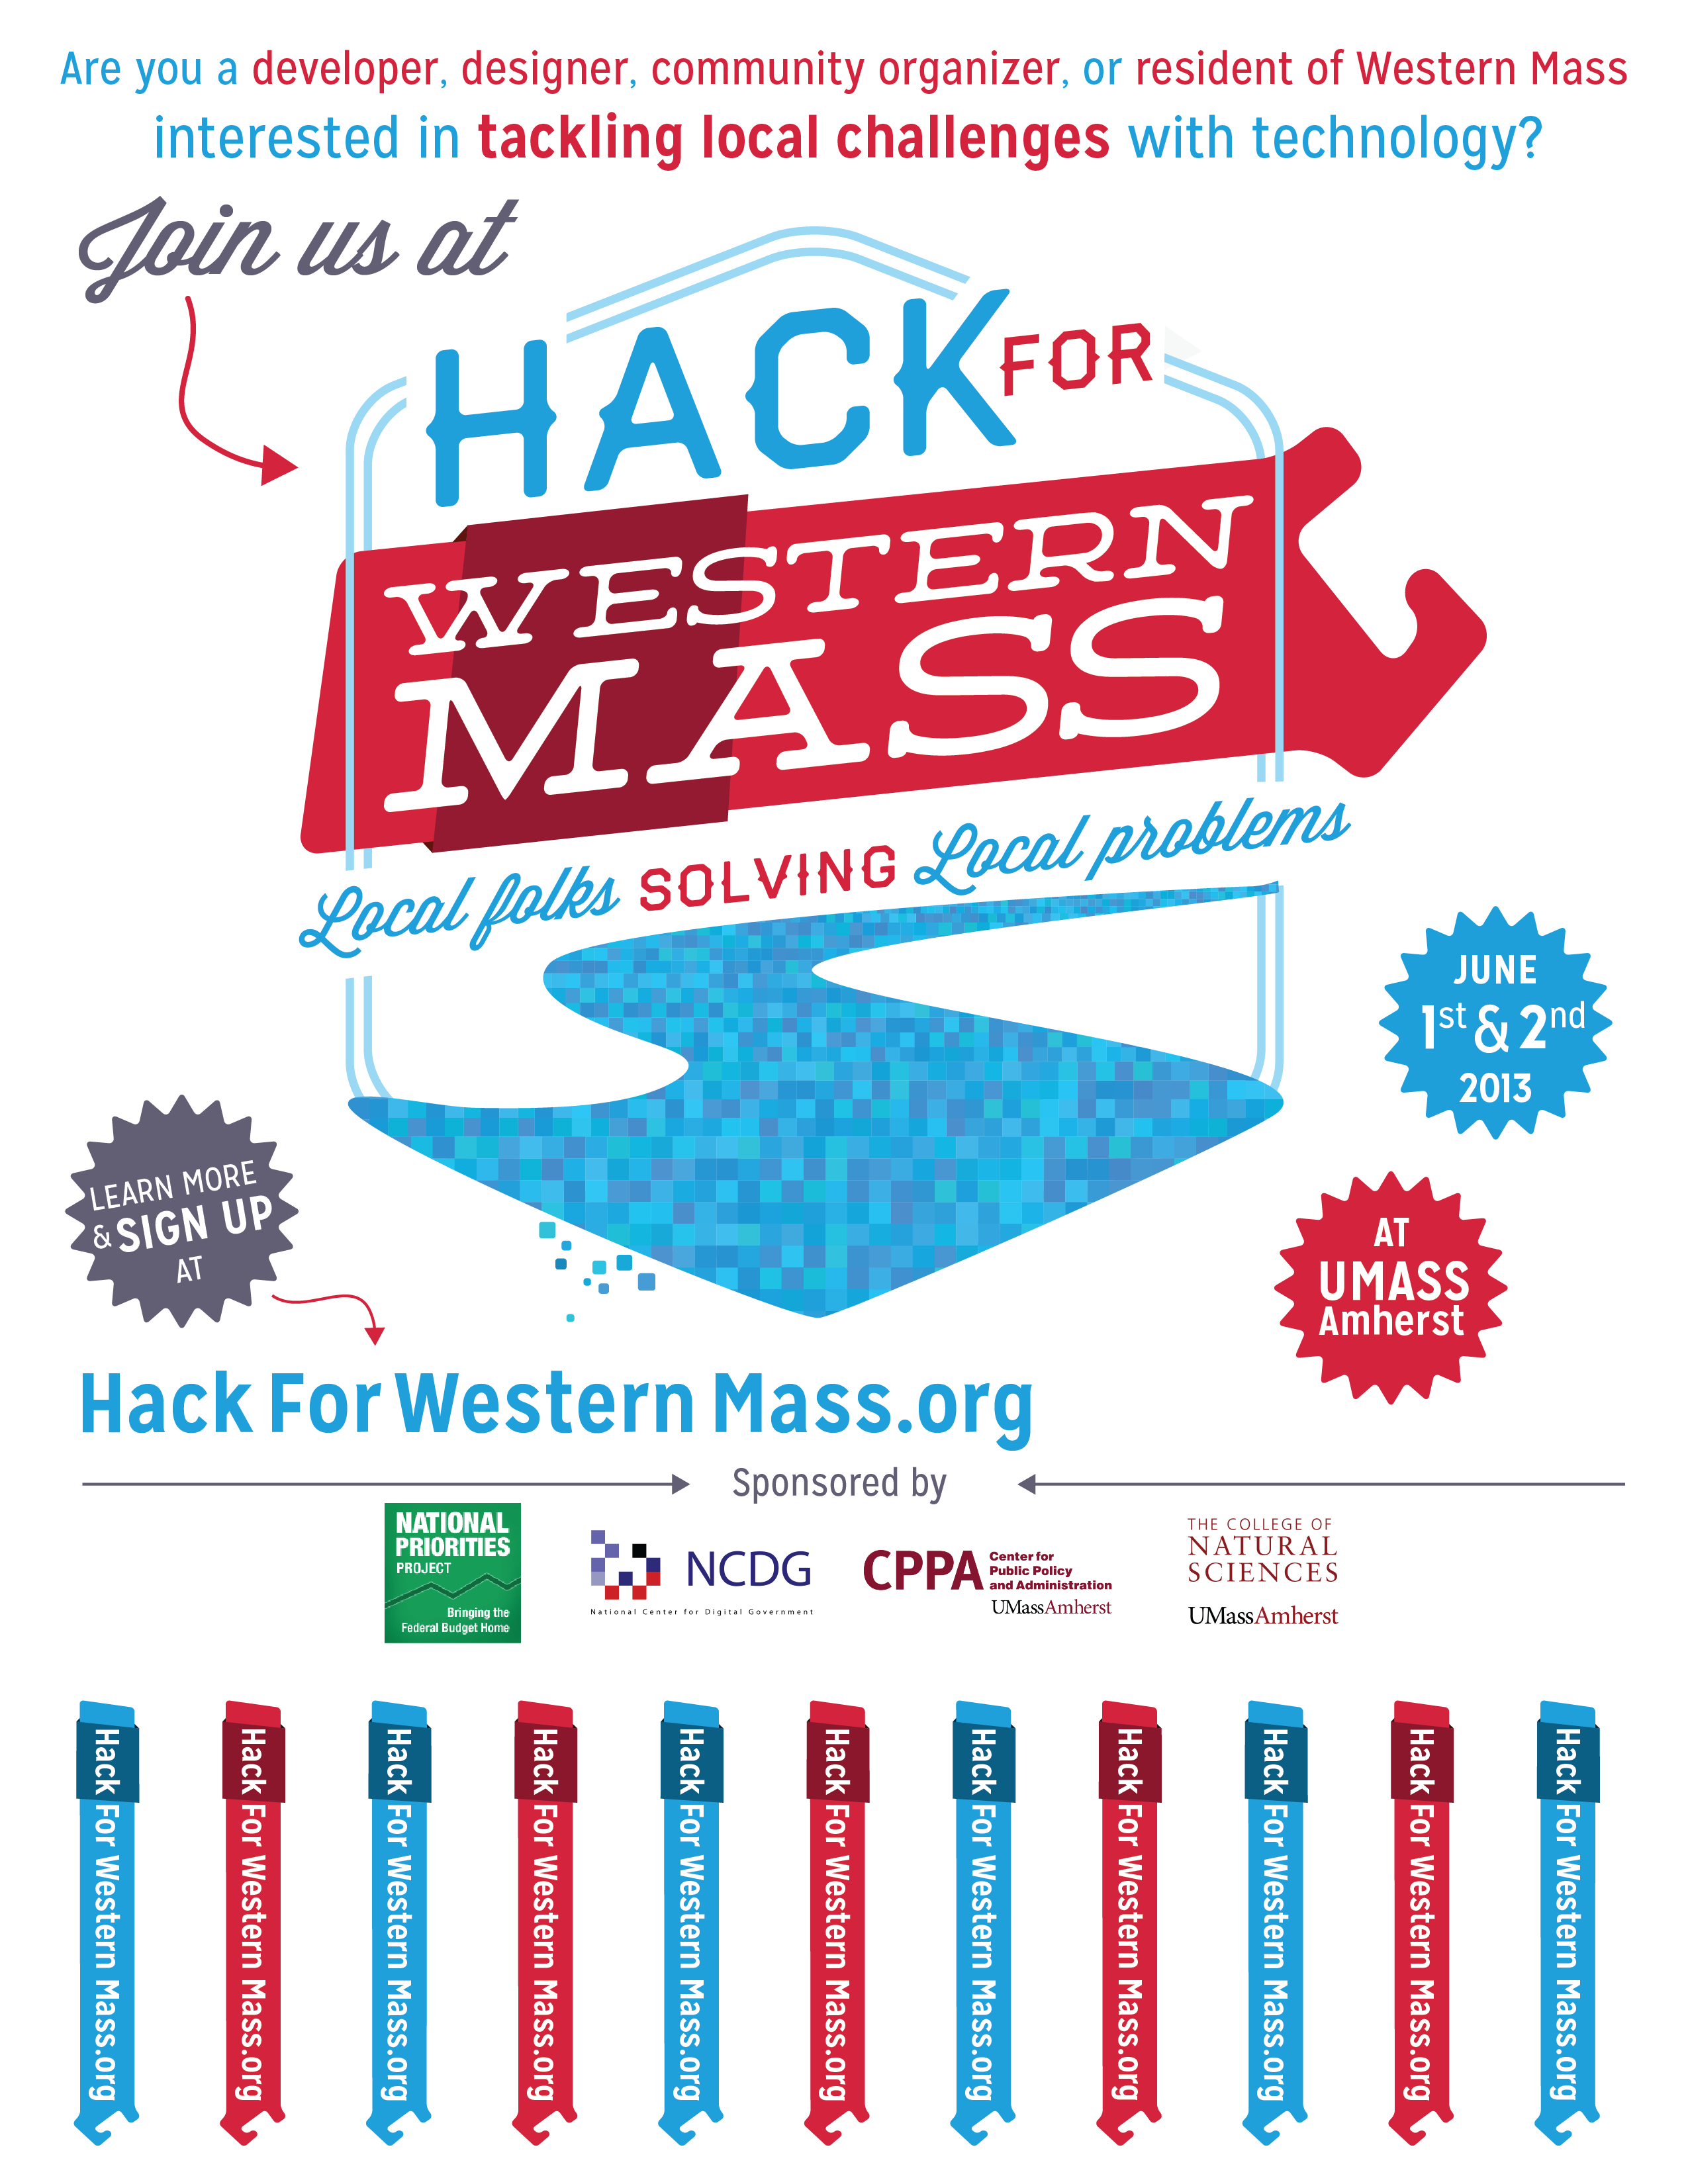 Are you a developer, designer, community organizer, or resident of Western Mass
interested in tackling local challenges with technology?
Join us at
HACK FOR
WESTERN
MASS
Local folks SOLVING Local problems
JUNE
1st & 2nd
2013
LEARN MORE
& SIGN UP
AT
AT
UMASS
Amherst
Hack For Western Mass.org
Sponsored by
NATIONAL
PRIORITIES
PROJECT
Bringing the
Federal Budget Home
NCDG
National Center for Digital Government
CPPA
Center for
Public Policy
and Administration
UMassAmherst
THE COLLEGE OF
NATURAL
SCIENCES
UMassAmherst
Hack For Western Mass.org
Hack For Western Mass.org
Hack For Western Mass.org
Hack For Western Mass.org
Hack For Western Mass.org
Hack For Western Mass.org
Hack For Western Mass.org
Hack For Western Mass.org
Hack For Western Mass.org
Hack For Western Mass.org
Hack For Western Mass.org